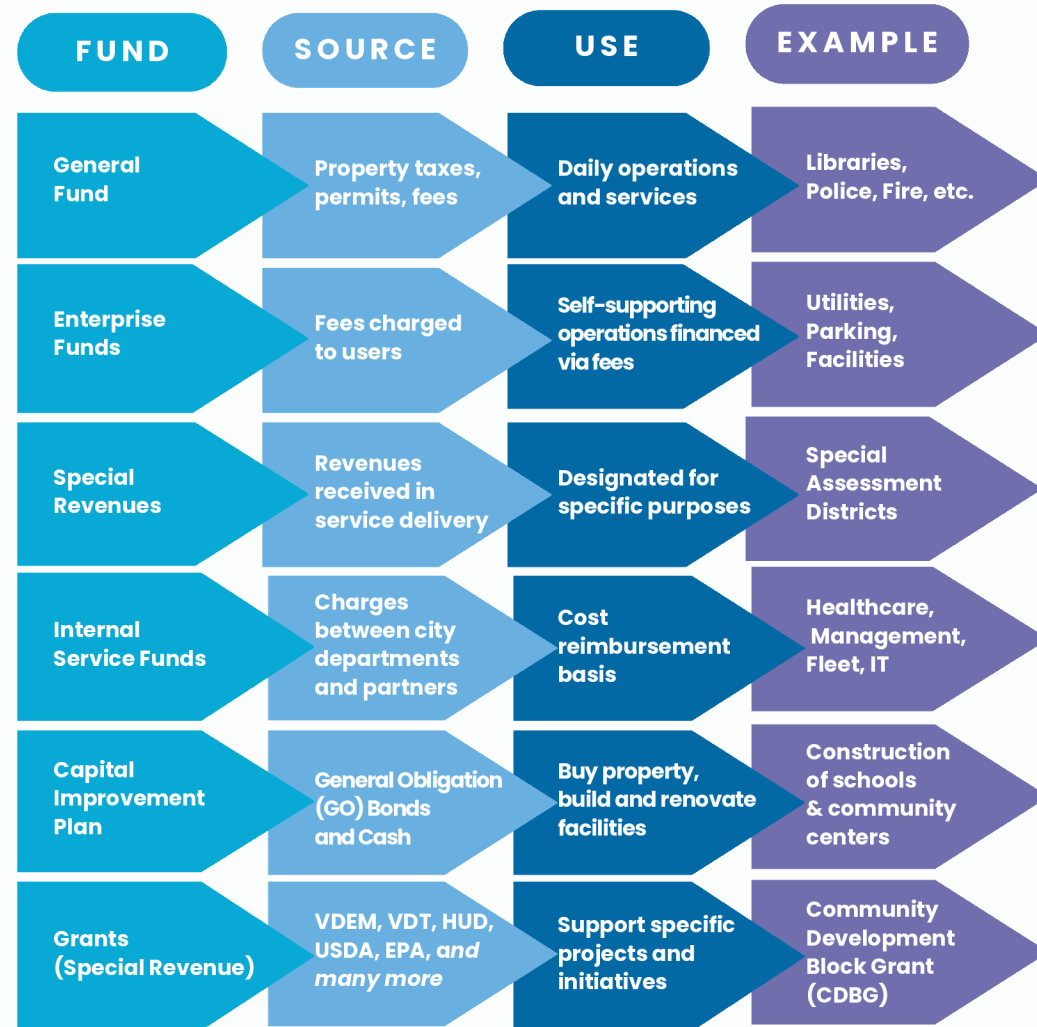 FUND
SOURCE
USE
EXAMPLE
General
Fund
Property taxes,
permits, fees
Daily operations
and services
Libraries,
Police, Fire, etc.
Enterprise
Funds
Fees charged
to users
Self-supporting
operations financed
via fees
Utilities,
Parking,
Facilities
Special
Revenues
Revenues
received in
service delivery
Designated for
specific purposes
Special
Assessment
Districts
Internal
Service Funds
Charges
between city
departments
and partners
Cost
reimbursement
basis
Healthcare,
Management,
Fleet, IT
Capital
Improvement
Plan
General Obligation
(GO) Bonds
and Cash
Buy property,
build and renovate
facilities
Construction
of schools
& community
centers
Grants
(Special Revenue)
VDEM, VDT, HUD,
USDA, EPA, and
many more
Support specific
projects and
initiatives
Community
Development
Block Grant
(CDBG)